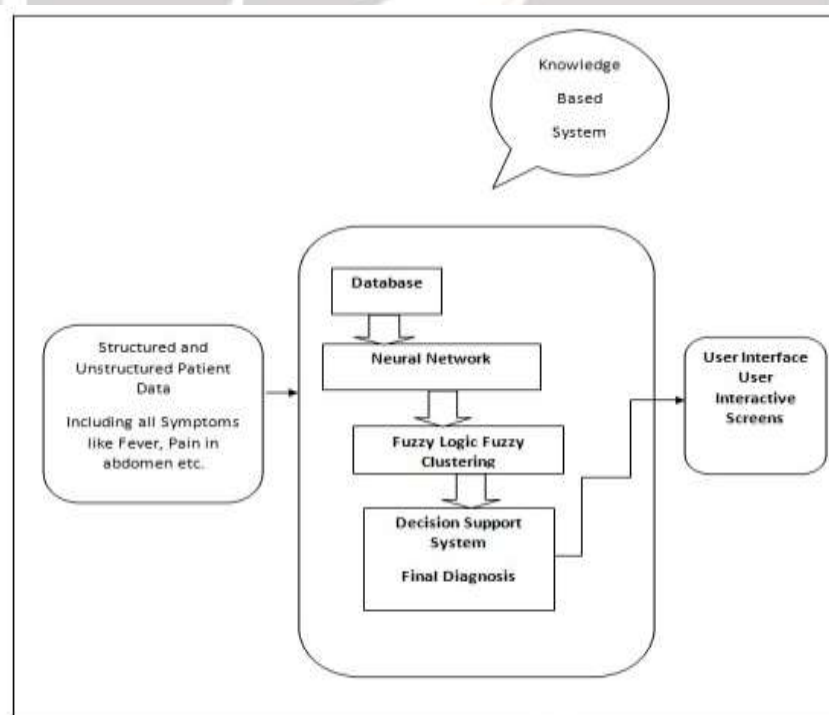 Knowledge
Based
System
Structured and
Unstructured Patient
Data
Including all Symptoms
like Fever, Pain in
abdomen etc.
Database
Neural Network
Fuzzy Logic Fuzzy
Clustering
Decision Support
System
Final Diagnosis
User Interface
User
Interactive
Screens